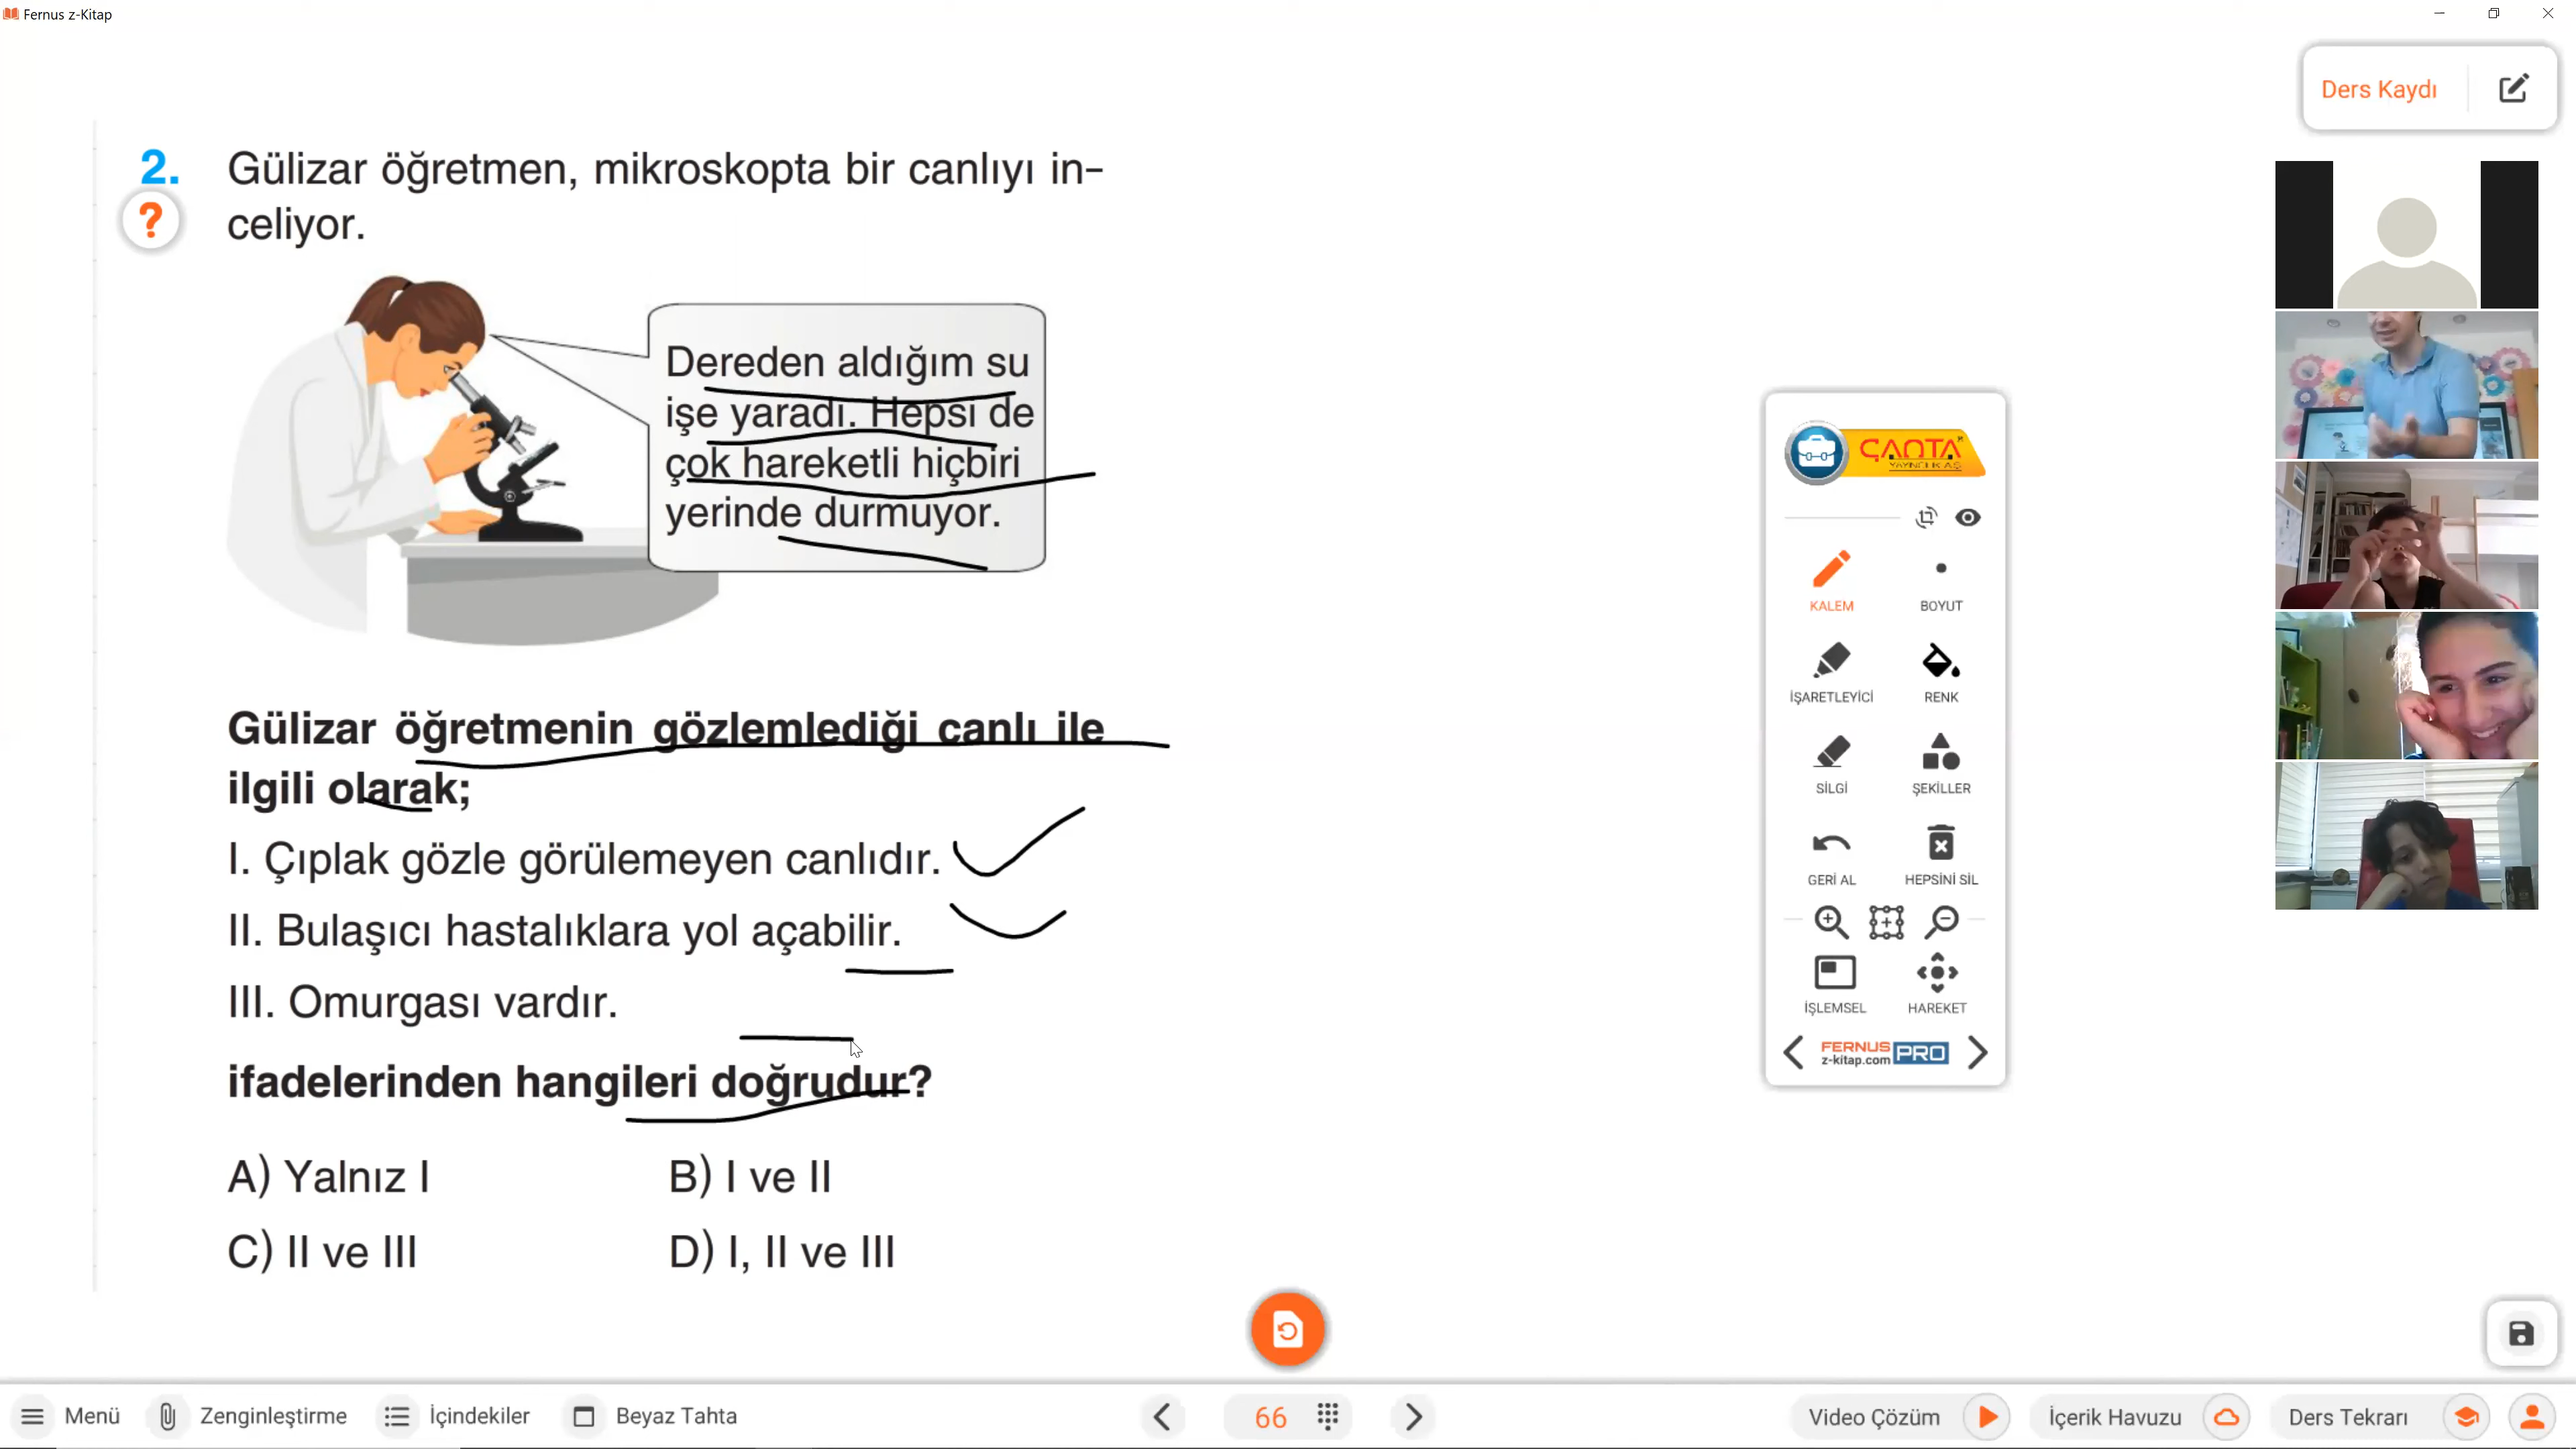 Fernus z-Kitap
Ders Kaydı
2. Gülizar öğretmen, mikroskopta bir canlıyı in-
?
celiyor.
Dereden aldığım su
işe yaradı. Hepsi de
çok hareketli hiçbiri
yerinde durmuyor.
Gülizar öğretmenin gözlemlediği canlı ile
ilgili olarak;
I. Çıplak gözle görülemeyen canlıdır.
II. Bulaşıcı hastalıklara yol açabilir.
III. Omurgası vardır.
ifadelerinden hangileri doğrudur?
A) Yalnız I B) I ve II
C) II ve III D) I, II ve III
ÇANTA
YAYINCILIK A.Ş.
KALEM BOYUT
İŞARETLEYİCİ RENK
SİLGİ ŞEKİLLER
GERİ AL HEPSİNİ SİL
İŞLEMSEL HAREKET
FERNUS
z-kitap.com PRO
Menü Zenginleştirme İçindekiler Beyaz Tahta 66 Video Çözüm İçerik Havuzu Ders Tekrarı